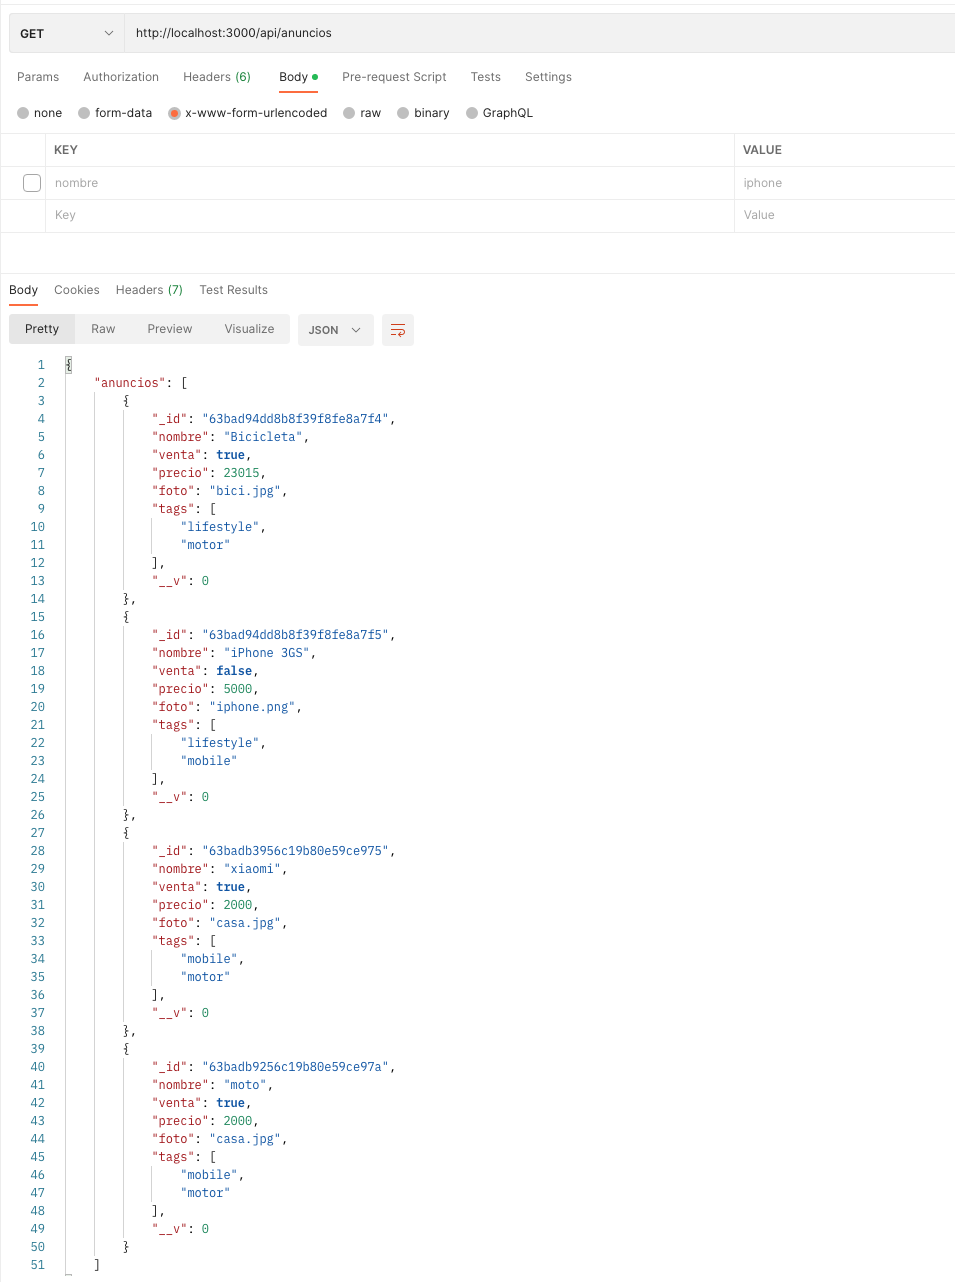 GET http://localhost:3000/api/anuncios
Params Authorization Headers (6) Body Pre-request Script Tests Settings
none form-data x-www-form-urlencoded raw binary GraphQL
KEY VALUE
nombre iphone
Key Value
Body Cookies Headers (7) Test Results
Pretty Raw Preview Visualize JSON
1 {
2 "anuncios": [
3 {
4 "_id": "63bad94dd8b8f39f8fe8a7f4",
5 "nombre": "Bicicleta",
6 "venta": true,
7 "precio": 23015,
8 "foto": "bici.jpg",
9 "tags": [
10 "lifestyle",
11 "motor"
12 ],
13 "__v": 0
14 },
15 {
16 "_id": "63bad94dd8b8f39f8fe8a7f5",
17 "nombre": "iPhone 3GS",
18 "venta": false,
19 "precio": 5000,
20 "foto": "iphone.png",
21 "tags": [
22 "lifestyle",
23 "mobile"
24 ],
25 "__v": 0
26 },
27 {
28 "_id": "63badb3956c19b80e59ce975",
29 "nombre": "xiaomi",
30 "venta": true,
31 "precio": 2000,
32 "foto": "casa.jpg",
33 "tags": [
34 "mobile",
35 "motor"
36 ],
37 "__v": 0
38 },
39 {
40 "_id": "63badb9256c19b80e59ce97a",
41 "nombre": "moto",
42 "venta": true,
43 "precio": 2000,
44 "foto": "casa.jpg",
45 "tags": [
46 "mobile",
47 "motor"
48 ],
49 "__v": 0
50 }
51 ]